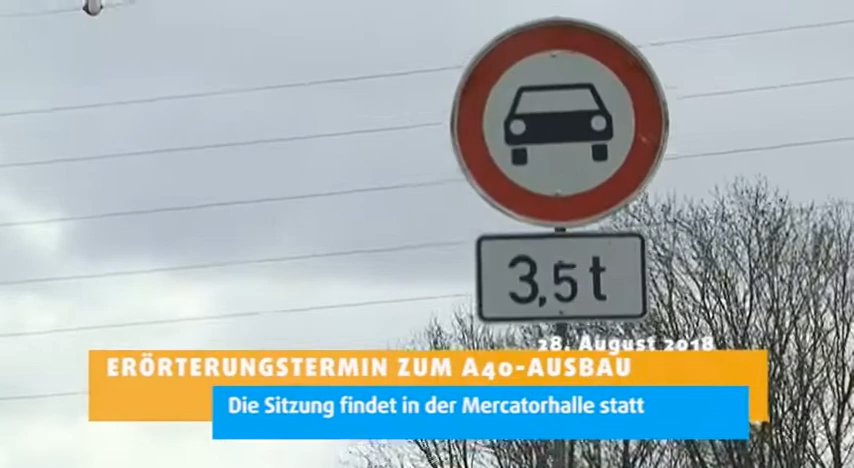 3,5 t
28. August 2018
ERÖRTERUNGSTERMIN ZUM A40-AUSBAU
Die Sitzung findet in der Mercatorhalle statt